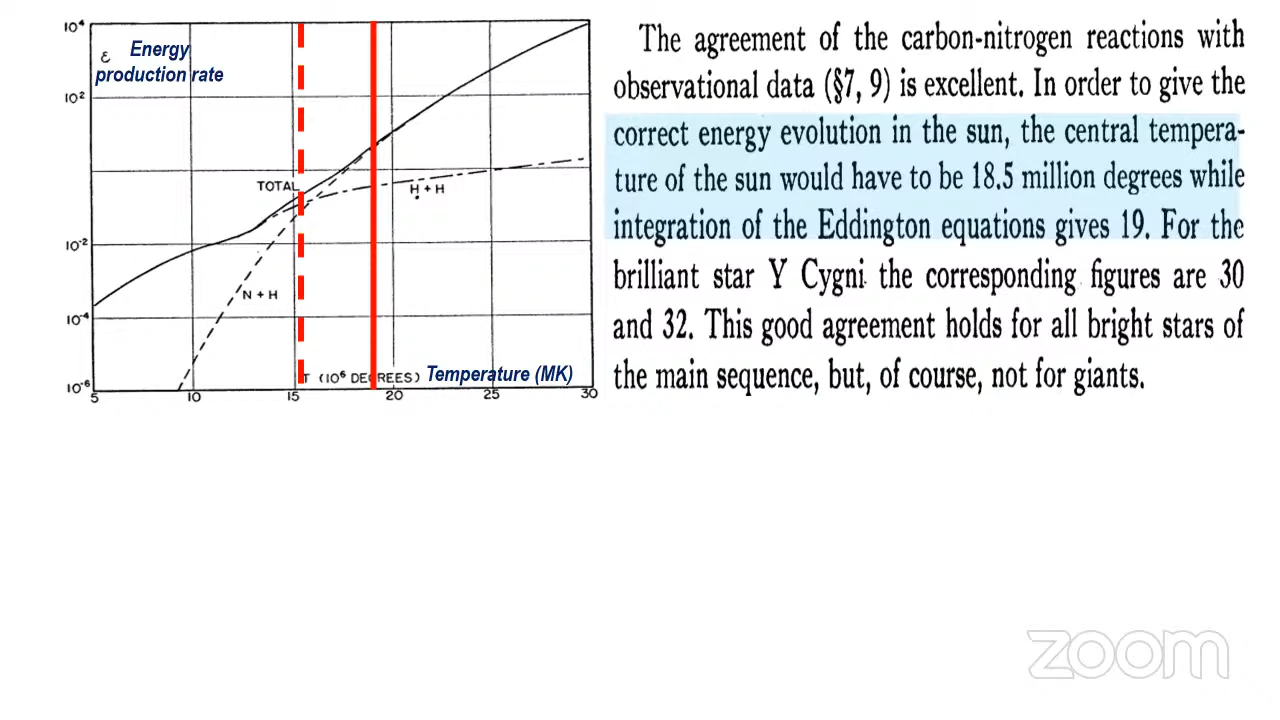 10⁴
ε Energy
production rate
10²
TOTAL
H + H
10⁻²
N + H
10⁻⁴
T (10⁶ DEGREES) Temperature (MK)
10⁻⁶
5 10 15 20 25 30
The agreement of the carbon-nitrogen reactions with
observational data (§7, 9) is excellent. In order to give the
correct energy evolution in the sun, the central tempera-
ture of the sun would have to be 18.5 million degrees while
integration of the Eddington equations gives 19. For the
brilliant star Y Cygni the corresponding figures are 30
and 32. This good agreement holds for all bright stars of
the main sequence, but, of course, not for giants.
zoom